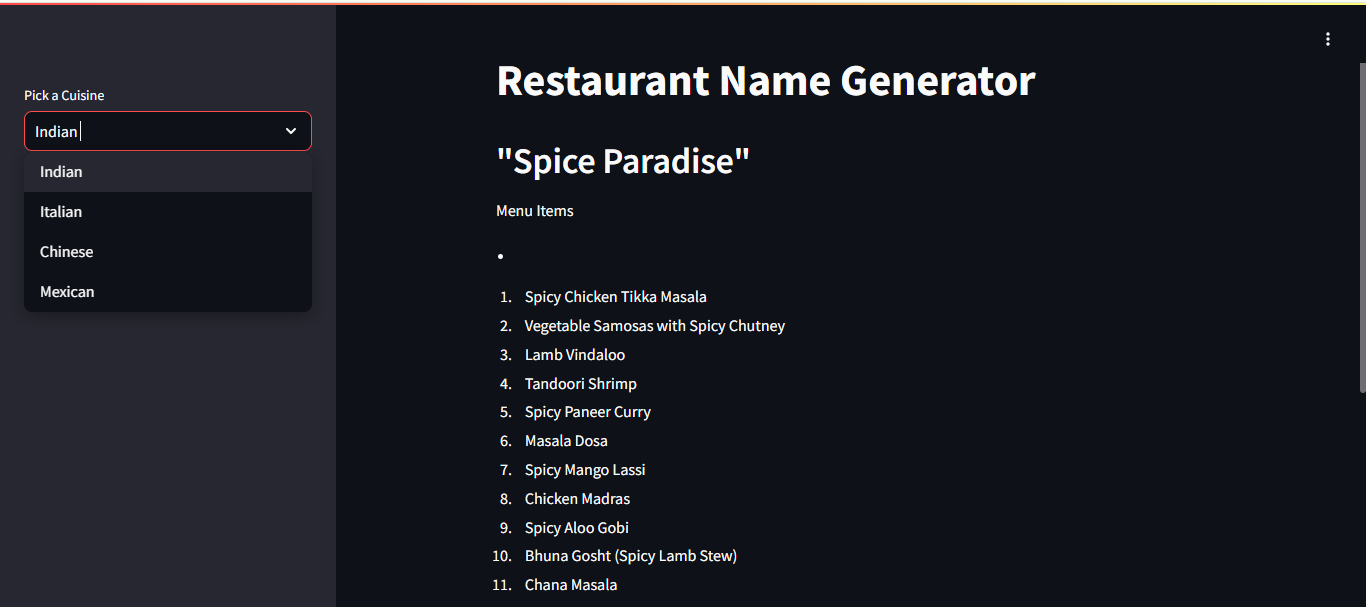 Pick a Cuisine
Indian
Indian
Italian
Chinese
Mexican
Restaurant Name Generator
"Spice Paradise"
Menu Items
•
1. Spicy Chicken Tikka Masala
2. Vegetable Samosas with Spicy Chutney
3. Lamb Vindaloo
4. Tandoori Shrimp
5. Spicy Paneer Curry
6. Masala Dosa
7. Spicy Mango Lassi
8. Chicken Madras
9. Spicy Aloo Gobi
10. Bhuna Gosht (Spicy Lamb Stew)
11. Chana Masala